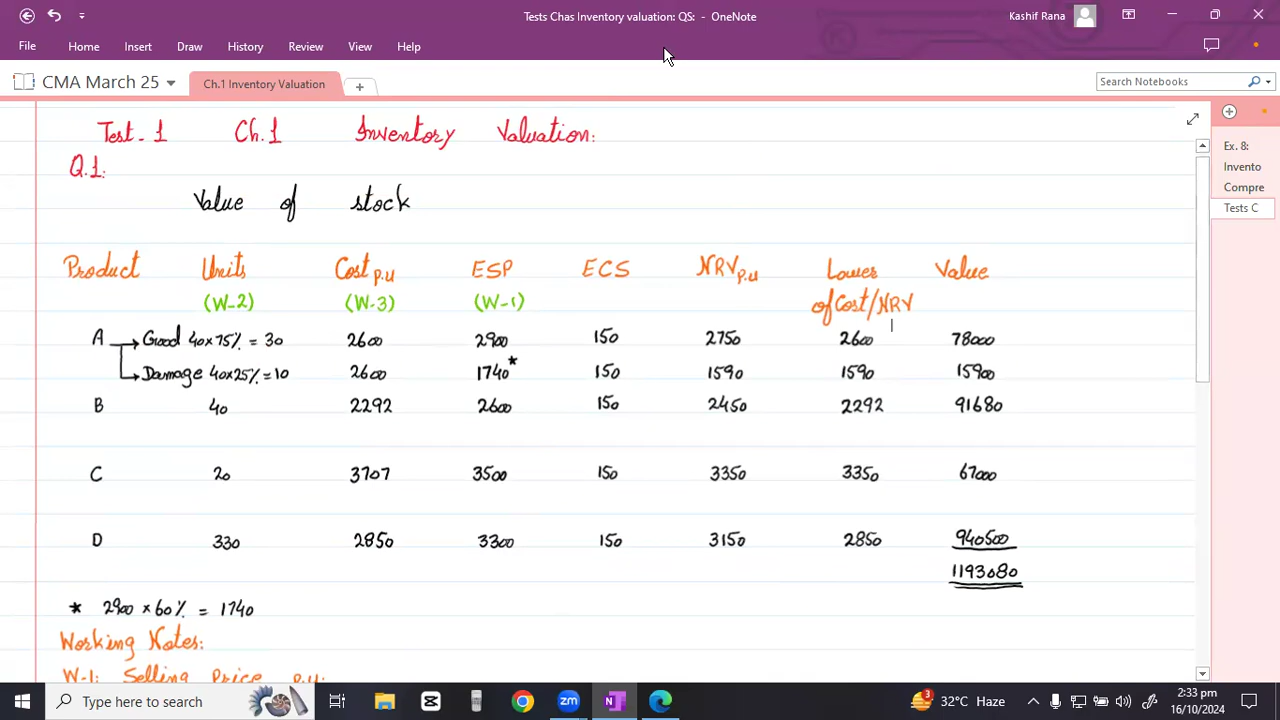 Tests Chas Inventory valuation: QS: - OneNote
Kashif Rana
File Home Insert Draw History Review View Help
CMA March 25
Ch.1 Inventory Valuation
Search Notebooks
Test-1 Ch.1 Inventory Valuation:
Q.1:
Value of stock
Product Units Cost p.u ESP ECS NRV p.u Lower Value
(W-2) (W-3) (W-1) of Cost/NRV
A Good 40x75% = 30 2600 2900 150 2750 2600 78000
Damage 40x25% = 10 2600 1740* 150 1590 1590 15900
B 40 2292 2600 150 2450 2292 91680
C 20 3707 3500 150 3350 3350 67000
D 330 2850 3300 150 3150 2850 940500
1193080
* 2900 x 60% = 1740
Working Notes:
W-1: Selling Price p.u:
Ex. 8:
Invento
Compre
Tests C
Type here to search
3
zm
N
32°C Haze
2:33 pm
16/10/2024